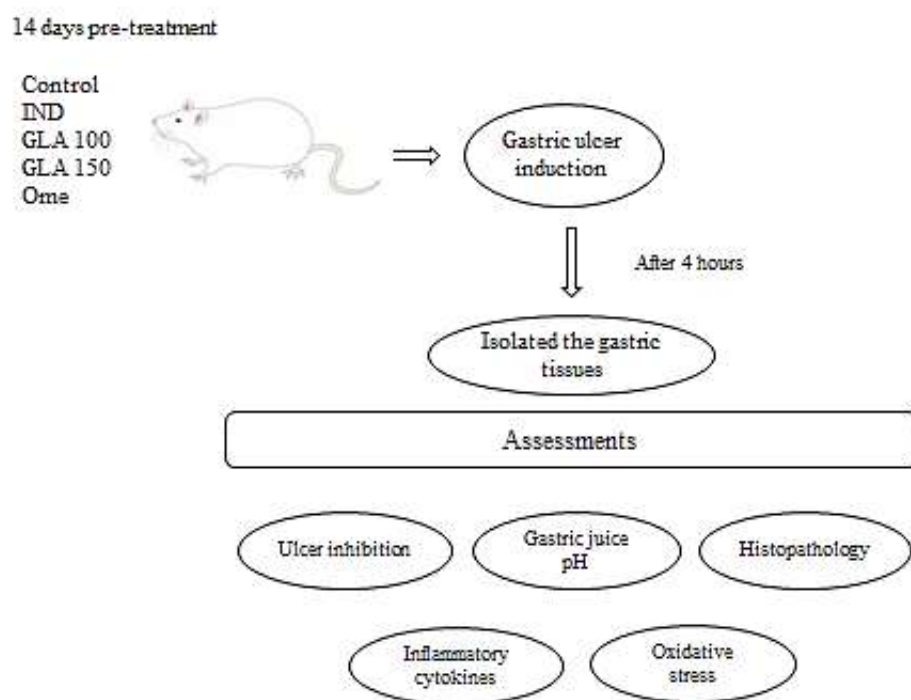 14 days pre-treatment
Control
IND
GLA 100
GLA 150
Ome
Gastric ulcer
induction
After 4 hours
Isolated the gastric
tissues
Assessments
Ulcer inhibition
Gastric juice
pH
Histopathology
Inflammatory
cytokines
Oxidative
stress